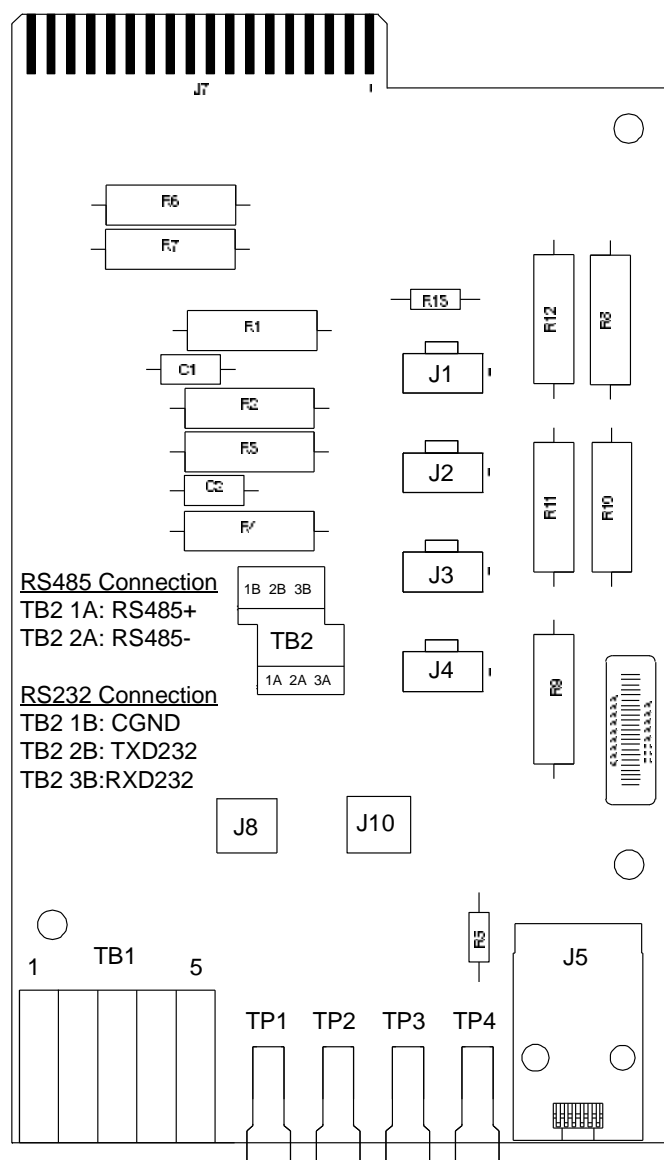 J7
R6
R7
R15
R1
R12
R8
J1
C1
R2
J2
R5
C2
R11
R10
R4
J3
RS485 Connection
1B 2B 3B
TB2 1A: RS485+
TB2 2A: RS485-
TB2
J4
1A 2A 3A
R9
RS232 Connection
TB2 1B: CGND
TB2 2B: TXD232
TB2 3B:RXD232
J8
J10
TB1
1
5
J5
TP1
TP2
TP3
TP4